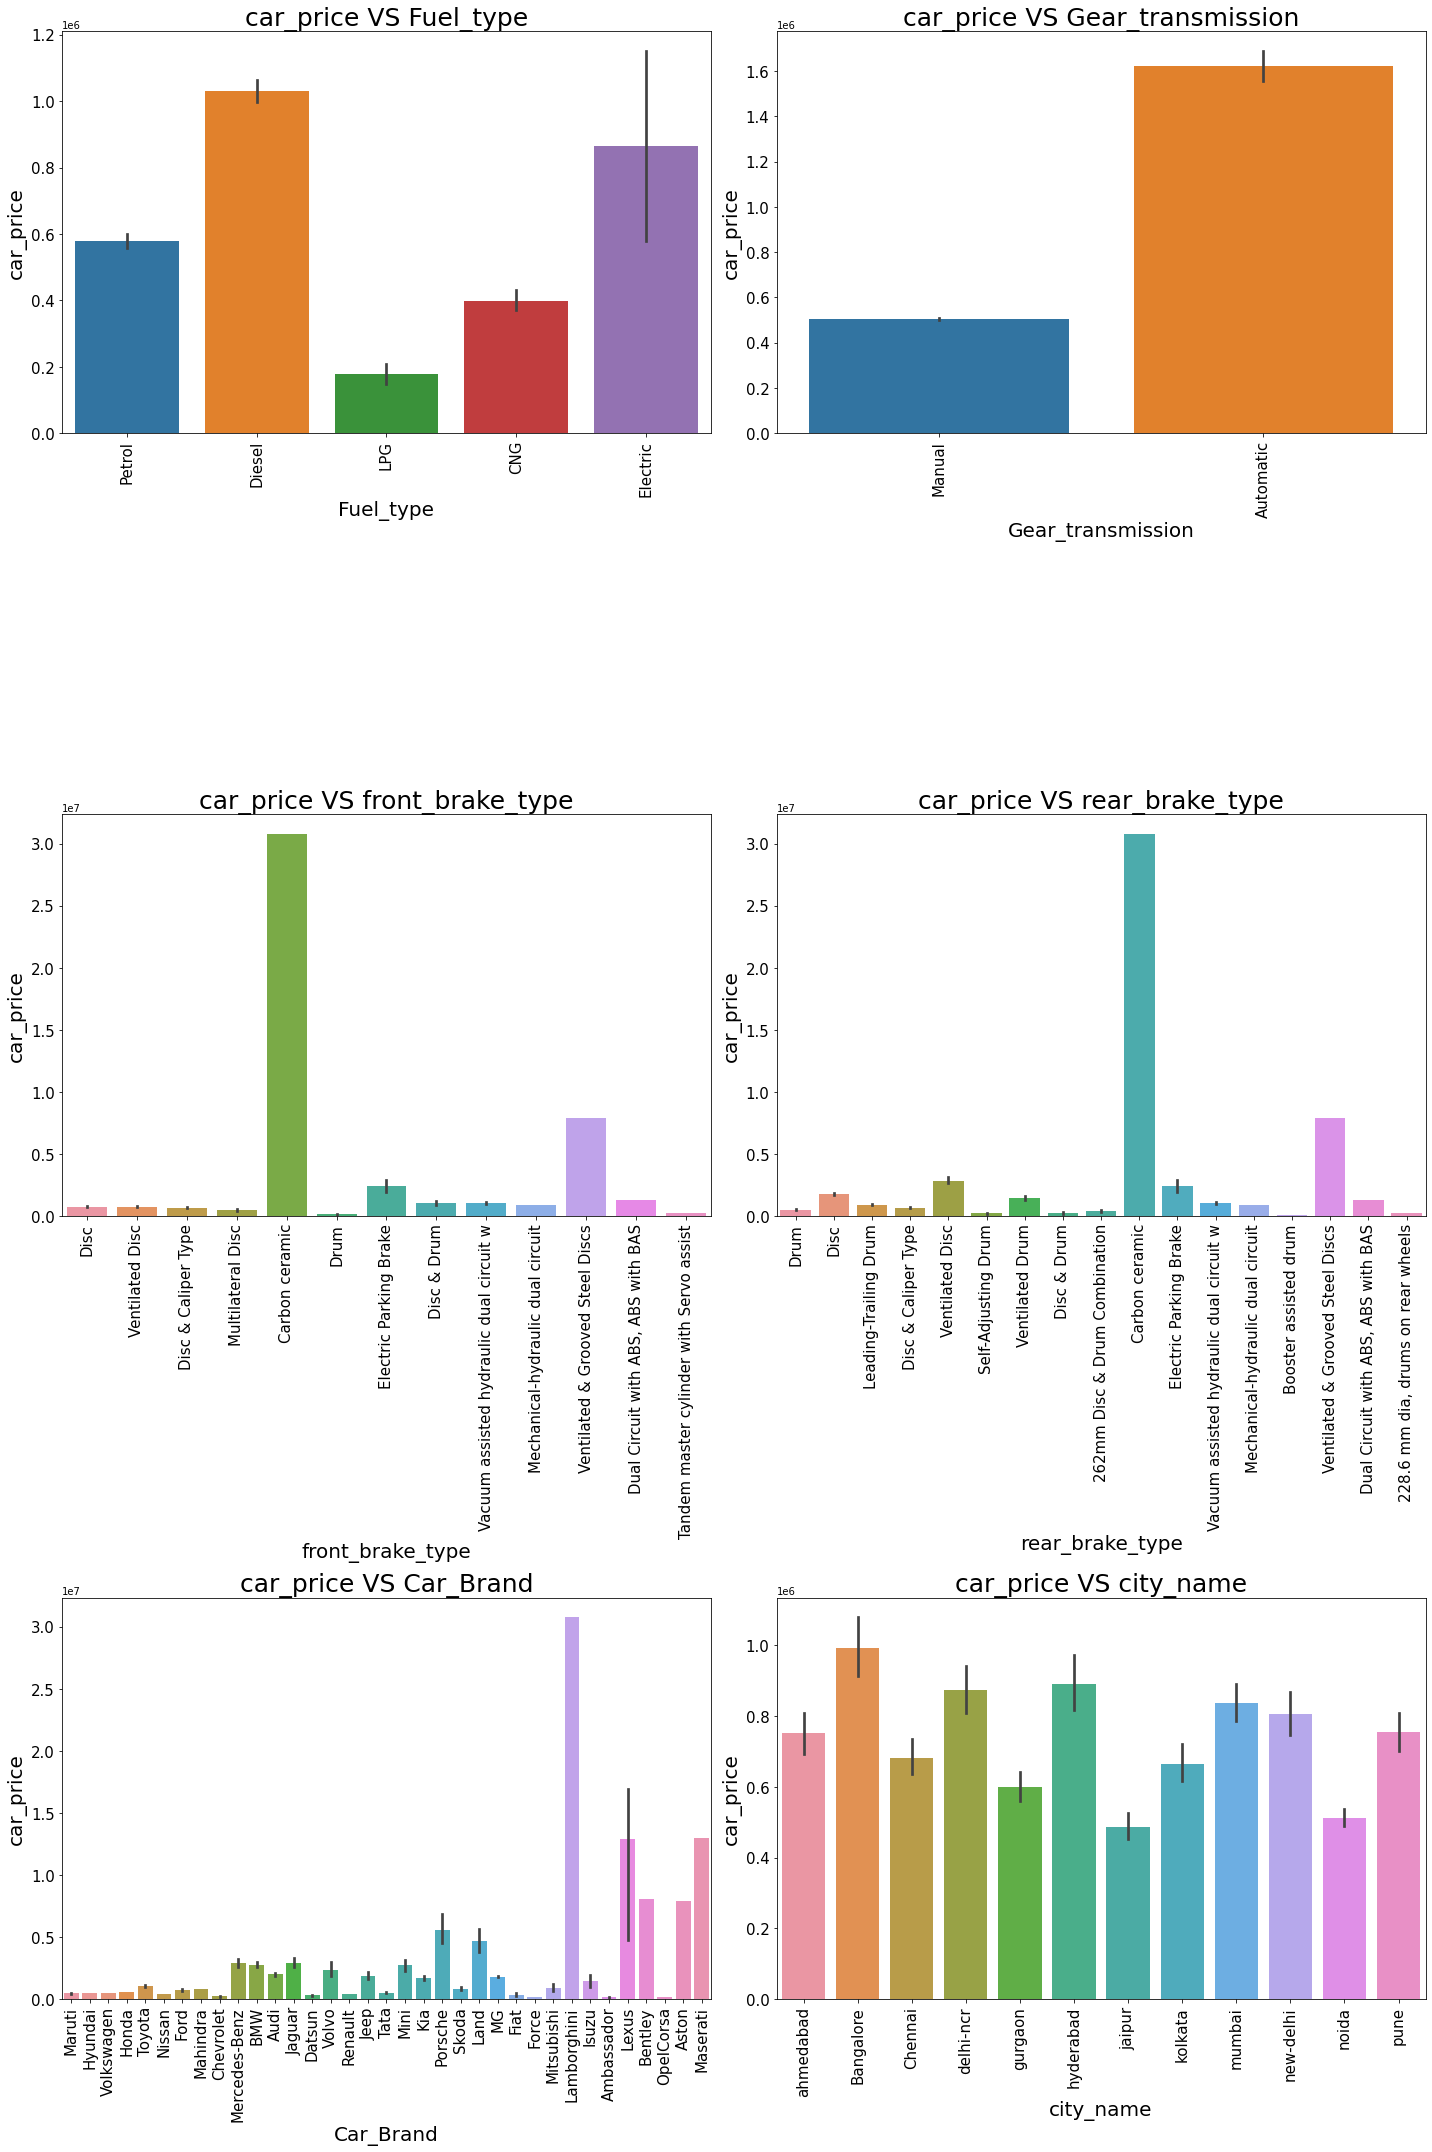 car_price VS Fuel_type
1e6
1.2
1.0
0.8
0.6
0.4
0.2
0.0
car_price
Petrol
Diesel
LPG
CNG
Electric
Fuel_type
car_price VS Gear_transmission
1e6
1.6
1.4
1.2
1.0
0.8
0.6
0.4
0.2
0.0
car_price
Manual
Automatic
Gear_transmission
car_price VS front_brake_type
1e7
3.0
2.5
2.0
1.5
1.0
0.5
0.0
car_price
Disc
Ventilated Disc
Disc & Caliper Type
Multilateral Disc
Carbon ceramic
Drum
Electric Parking Brake
Disc & Drum
Vacuum assisted hydraulic dual circuit w
Mechanical-hydraulic dual circuit
Ventilated & Grooved Steel Discs
Dual Circuit with ABS, ABS with BAS
Tandem master cylinder with Servo assist
front_brake_type
car_price VS rear_brake_type
1e7
3.0
2.5
2.0
1.5
1.0
0.5
0.0
car_price
Drum
Disc
Leading-Trailing Drum
Disc & Caliper Type
Ventilated Disc
Self-Adjusting Drum
Ventilated Drum
Disc & Drum
262mm Disc & Drum Combination
Carbon ceramic
Electric Parking Brake
Vacuum assisted hydraulic dual circuit w
Mechanical-hydraulic dual circuit
Booster assisted drum
Ventilated & Grooved Steel Discs
Dual Circuit with ABS, ABS with BAS
228.6 mm dia, drums on rear wheels
rear_brake_type
car_price VS Car_Brand
1e7
3.0
2.5
2.0
1.5
1.0
0.5
0.0
car_price
Maruti
Hyundai
Volkswagen
Honda
Toyota
Nissan
Ford
Mahindra
Chevrolet
Mercedes-Benz
BMW
Audi
Jaguar
Datsun
Volvo
Renault
Jeep
Tata
Mini
Kia
Porsche
Skoda
Land
MG
Fiat
Force
Mitsubishi
Lamborghini
Isuzu
Ambassador
Lexus
Bentley
OpelCorsa
Aston
Maserati
Car_Brand
car_price VS city_name
1e6
1.0
0.8
0.6
0.4
0.2
0.0
car_price
ahmedabad
Bangalore
Chennai
delhi-ncr
gurgaon
hyderabad
jaipur
kolkata
mumbai
new-delhi
noida
pune
city_name